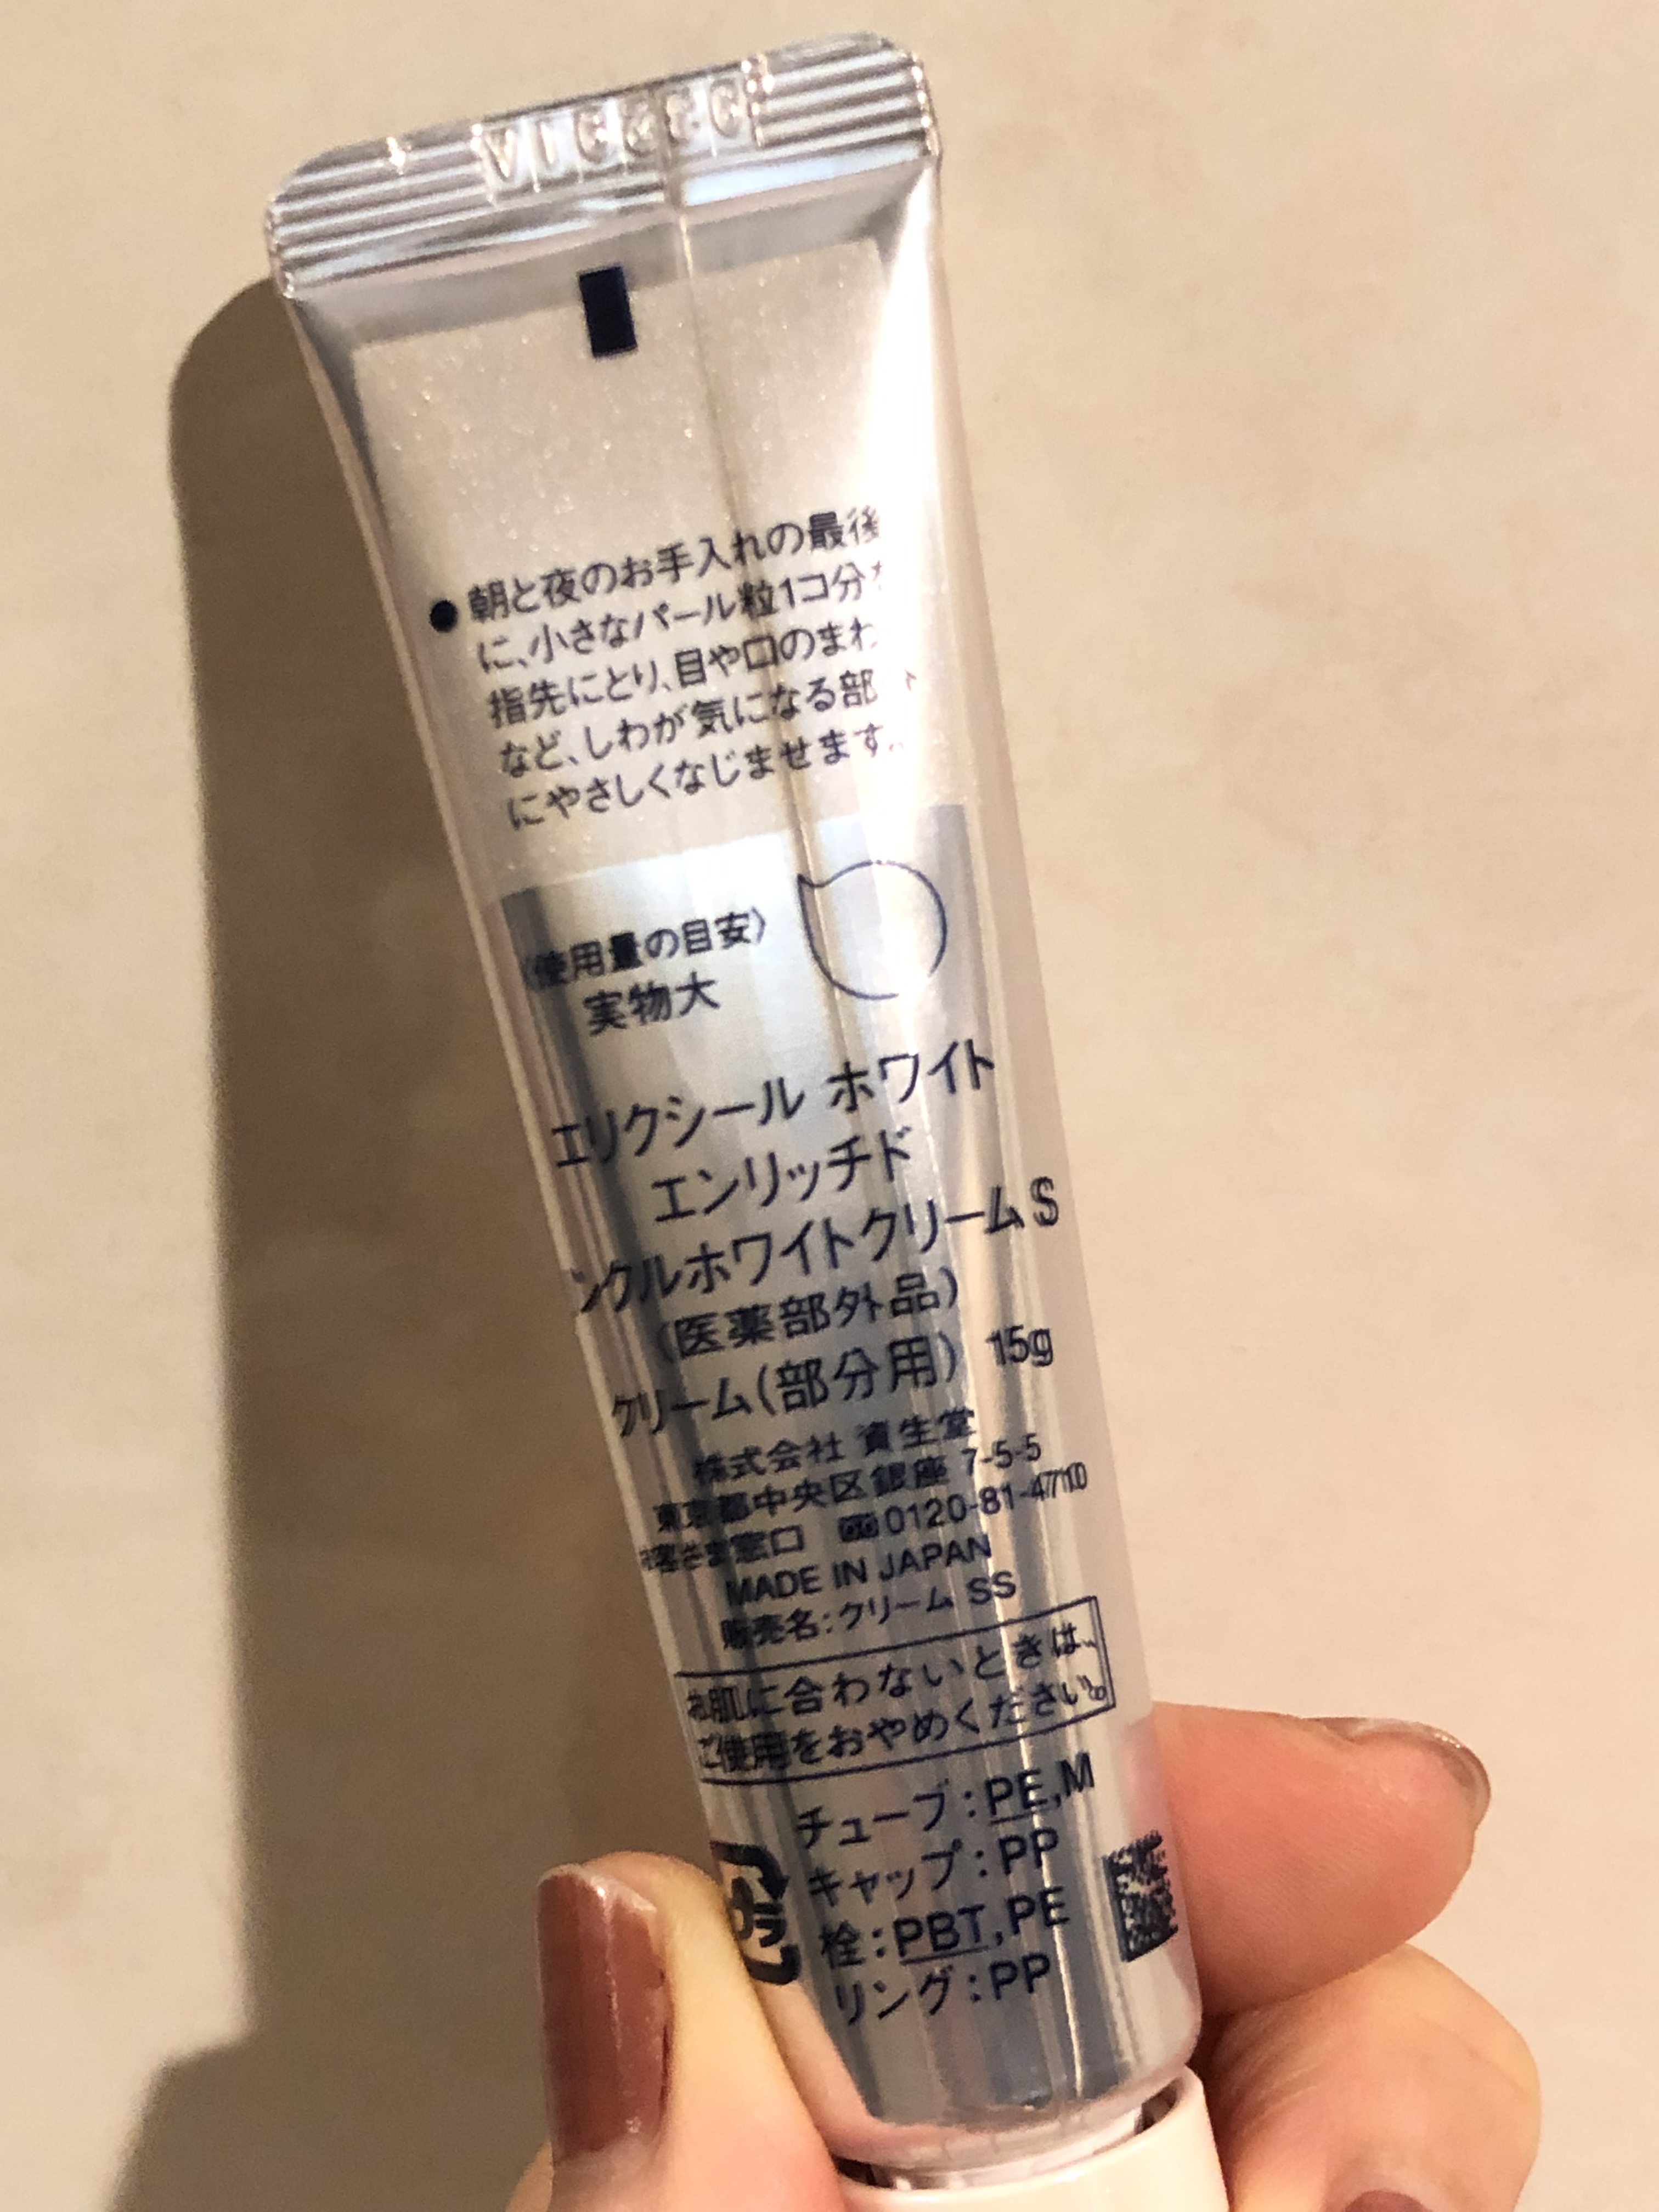 ●朝と夜のお手入れの最後
に、小さなパール粒1コ分
指先にとり、目や口のまわ
など、しわが気になる部
にやさしくなじませます。
〈使用量の目安〉
実物大
エリクシール ホワイト
エンリッチド
ンクルホワイトクリーム S
(医薬部外品)
クリーム(部分用) 15g
株式会社 資生堂
東京都中央区銀座 7-5-5
お客さま窓口 0120-81-4710
MADE IN JAPAN
販売名:クリーム SS
お肌に合わないときは、
ご使用をおやめください。
チューブ:PE,M
キャップ:PP
栓:PBT,PE
リング:PP
プラ